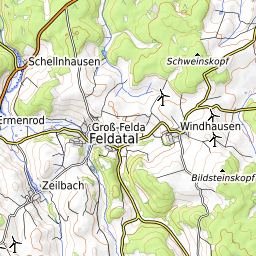 Schellnhausen
Schweinskopf
Ermenrod
Groß-Felda
Windhausen
Feldatal
Zeilbach
Bildsteinskopf